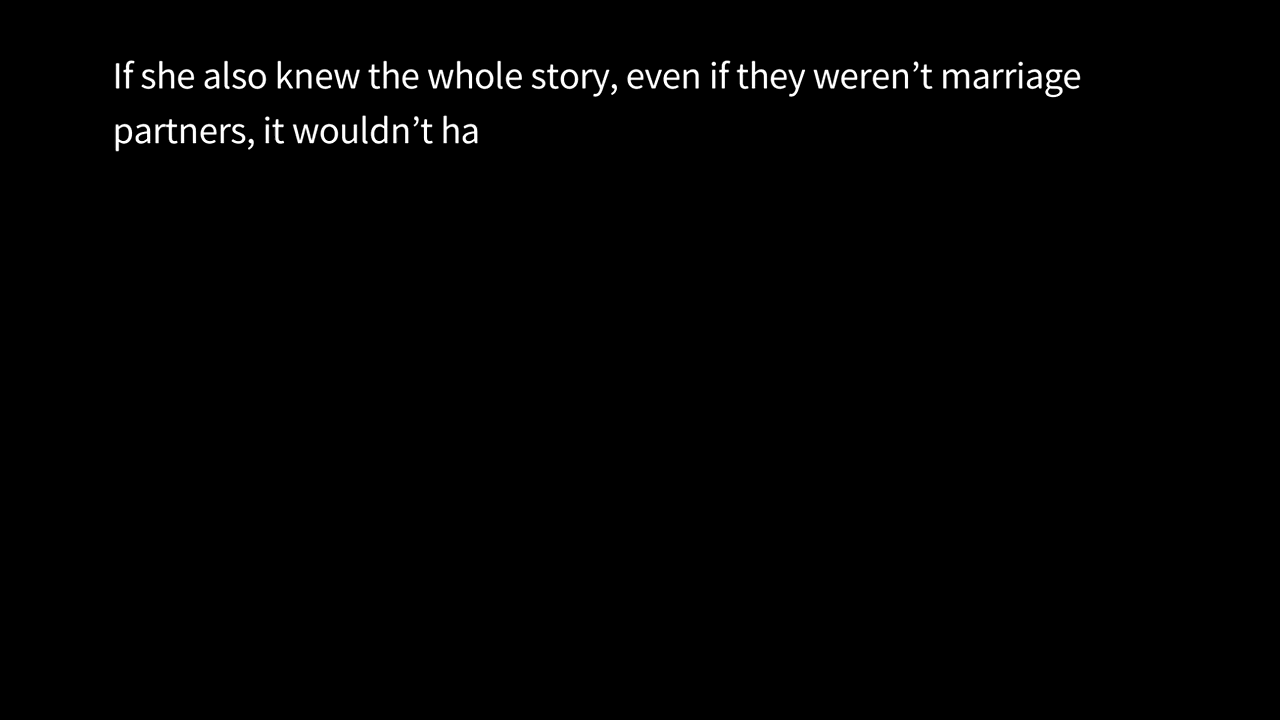 If she also knew the whole story, even if they weren’t marriage
partners, it wouldn’t ha